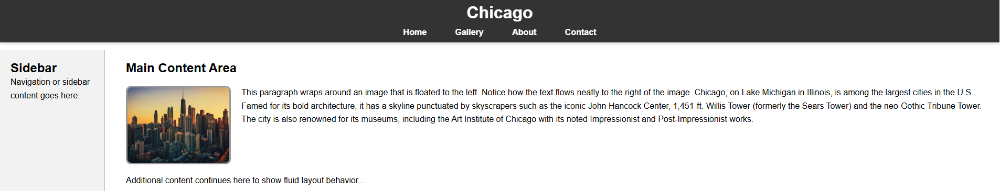 Chicago
Home Gallery About Contact
Sidebar
Navigation or sidebar
content goes here.
Main Content Area
This paragraph wraps around an image that is floated to the left. Notice how the text flows neatly to the right of the image. Chicago, on Lake Michigan in Illinois, is among the largest cities in the U.S.
Famed for its bold architecture, it has a skyline punctuated by skyscrapers such as the iconic John Hancock Center, 1,451-ft. Willis Tower (formerly the Sears Tower) and the neo-Gothic Tribune Tower.
The city is also renowned for its museums, including the Art Institute of Chicago with its noted Impressionist and Post-Impressionist works.
Additional content continues here to show fluid layout behavior...